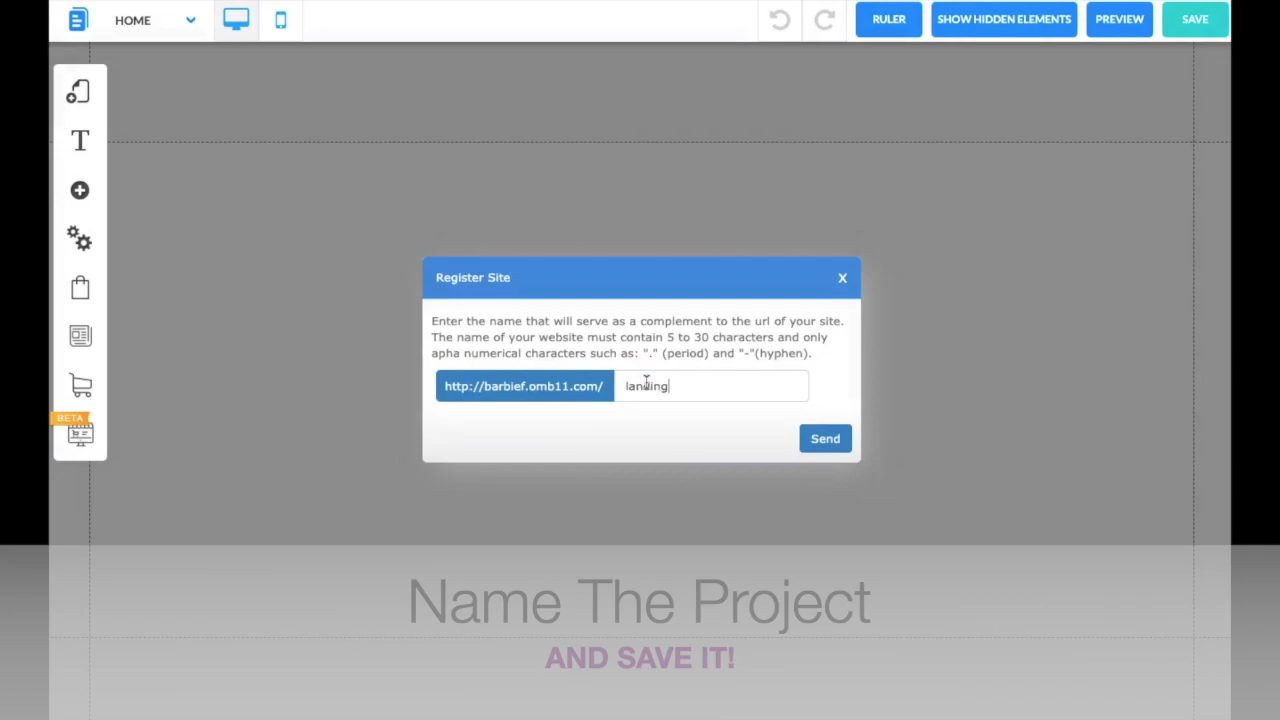 HOME
RULER
SHOW HIDDEN ELEMENTS
PREVIEW
SAVE
T
BETA
Register Site
X
Enter the name that will serve as a complement to the url of your site.
The name of your website must contain 5 to 30 characters and only
apha numerical characters such as: "." (period) and "-"(hyphen).
http://barbief.omb11.com/ landing
Send
Name The Project
AND SAVE IT!